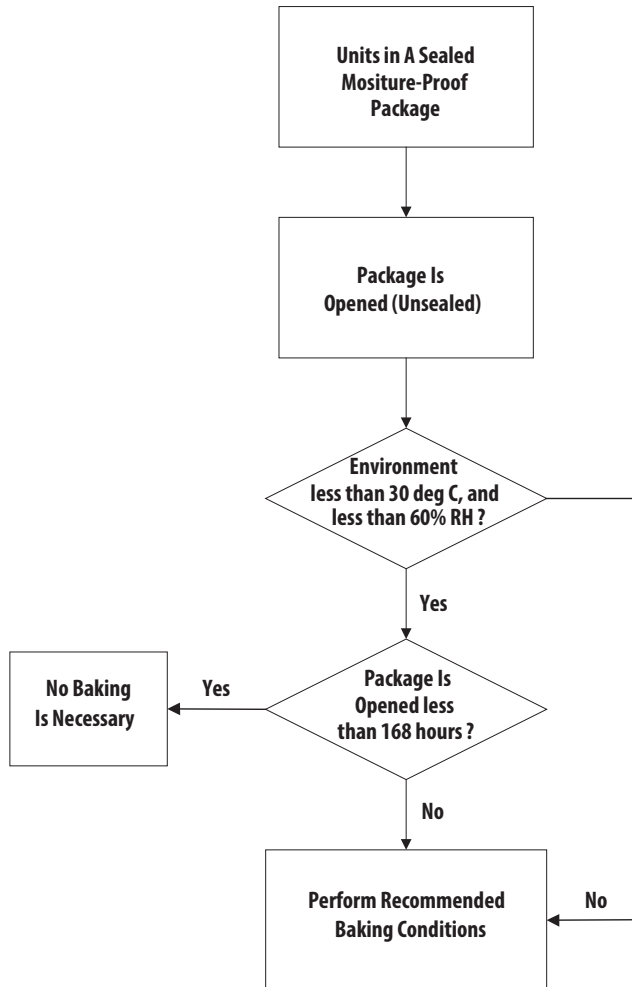 Units in A Sealed
Mositure-Proof
Package
Package Is
Opened (Unsealed)
Environment
less than 30 deg C, and
less than 60% RH ?
Yes
No Baking
Is Necessary
Yes
Package Is
Opened less
than 168 hours ?
No
Perform Recommended
Baking Conditions
No